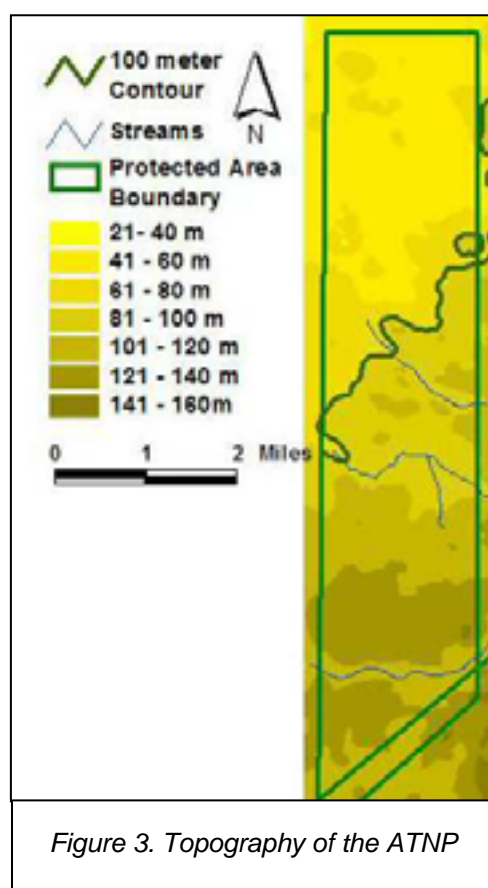 100 meter
Contour
Streams
N
Protected Area
Boundary
21- 40 m
41 - 60 m
61 - 80 m
81 - 100 m
101 - 120 m
121 - 140 m
141 - 160m
0 1 2 Miles
Figure 3. Topography of the ATNP